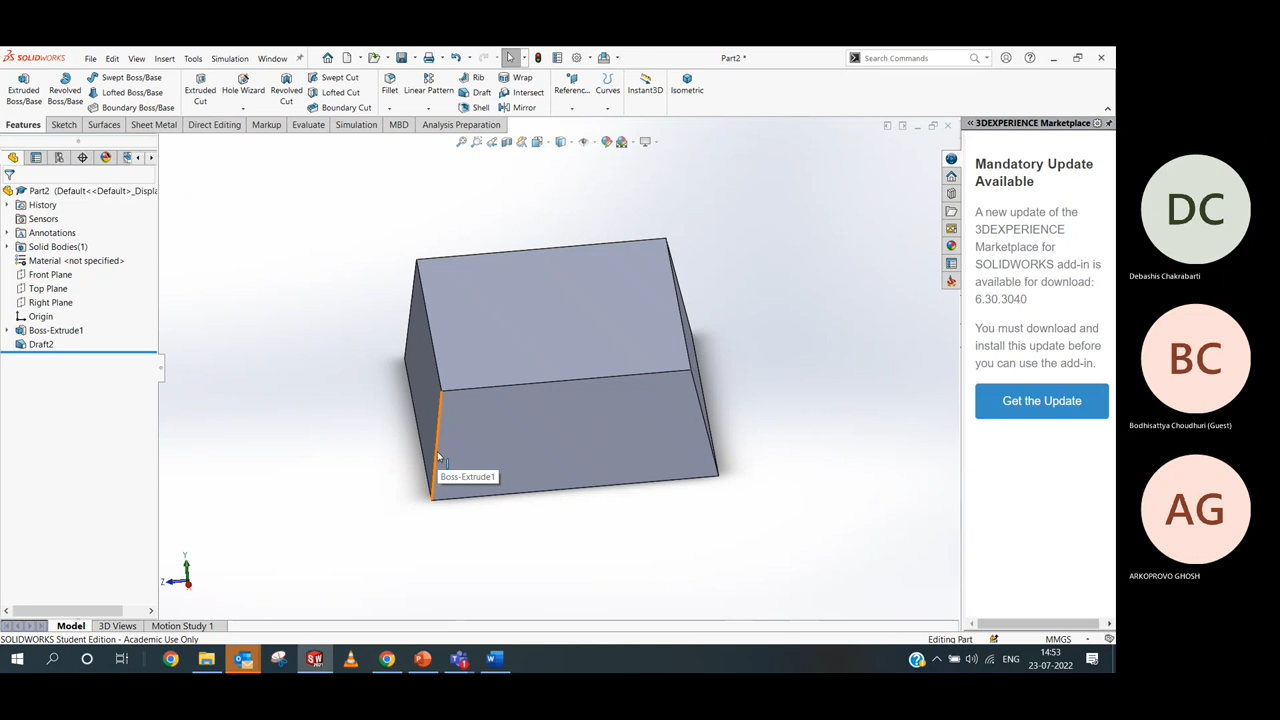 SOLIDWORKS File Edit View Insert Tools Simulation Window Part2 * Search Commands
Extruded Boss/Base
Revolved Boss/Base
Swept Boss/Base
Lofted Boss/Base
Boundary Boss/Base
Extruded Cut
Hole Wizard
Revolved Cut
Swept Cut
Lofted Cut
Boundary Cut
Fillet
Linear Pattern
Rib
Draft
Shell
Wrap
Intersect
Mirror
Referenc...
Curves
Instant3D
Isometric
Features Sketch Surfaces Sheet Metal Direct Editing Markup Evaluate Simulation MBD Analysis Preparation
Part2 (Default<<Default>_Displa
History
Sensors
Annotations
Solid Bodies(1)
Material <not specified>
Front Plane
Top Plane
Right Plane
Origin
Boss-Extrude1
Draft2
Boss-Extrude1
Y
Z
3DEXPERIENCE Marketplace
Mandatory Update
Available
A new update of the
3DEXPERIENCE
Marketplace for
SOLIDWORKS add-in is
available for download:
6.30.3040
You must download and
install this update before
you can use the add-in.
Get the Update
DC
Debashis Chakrabarti
BC
Bodhisattya Choudhuri (Guest)
AG
ARKOPROVO GHOSH
Model 3D Views Motion Study 1
SOLIDWORKS Student Edition - Academic Use Only Editing Part MMGS
ENG
14:53
23-07-2022